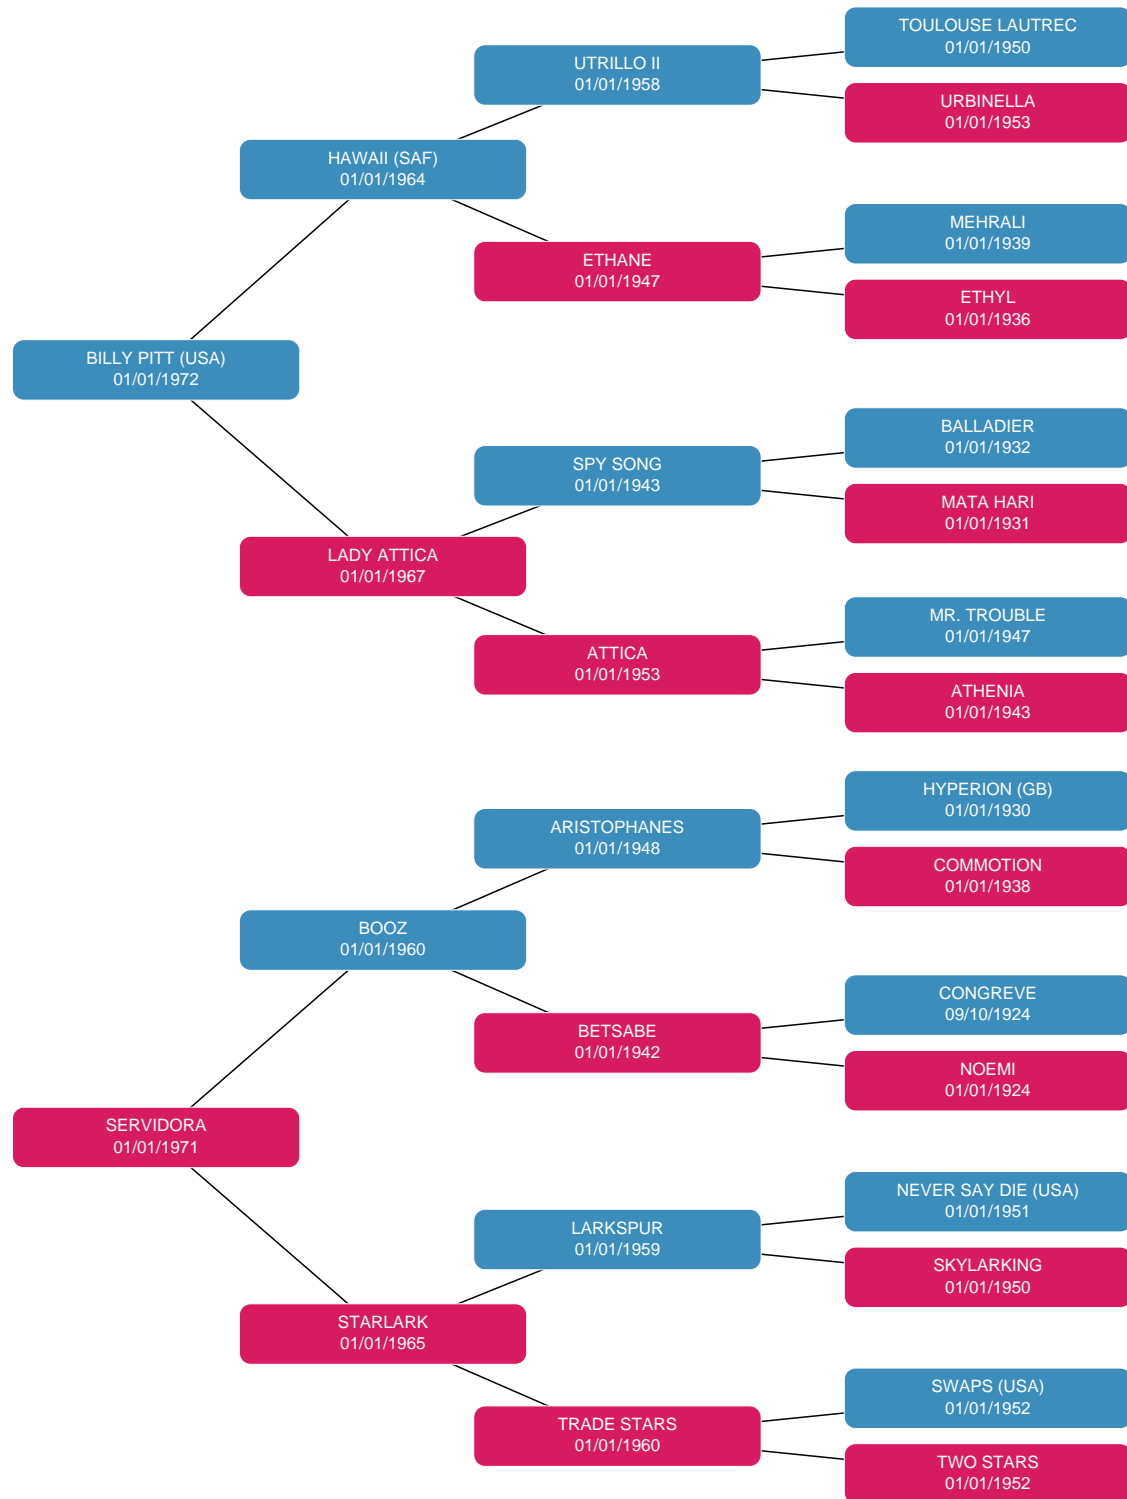 TOULOUSE LAUTREC
01/01/1950
UTRILLO II
01/01/1958
URBINELLA
01/01/1953
HAWAII (SAF)
01/01/1964
MEHRALI
01/01/1939
ETHANE
01/01/1947
ETHYL
01/01/1936
BILLY PITT (USA)
01/01/1972
BALLADIER
01/01/1932
SPY SONG
01/01/1943
MATA HARI
01/01/1931
LADY ATTICA
01/01/1967
MR. TROUBLE
01/01/1947
ATTICA
01/01/1953
ATHENIA
01/01/1943
HYPERION (GB)
01/01/1930
ARISTOPHANES
01/01/1948
COMMOTION
01/01/1938
BOOZ
01/01/1960
CONGREVE
09/10/1924
BETSABE
01/01/1942
NOEMI
01/01/1924
SERVIDORA
01/01/1971
NEVER SAY DIE (USA)
01/01/1951
LARKSPUR
01/01/1959
SKYLARKING
01/01/1950
STARLARK
01/01/1965
SWAPS (USA)
01/01/1952
TRADE STARS
01/01/1960
TWO STARS
01/01/1952